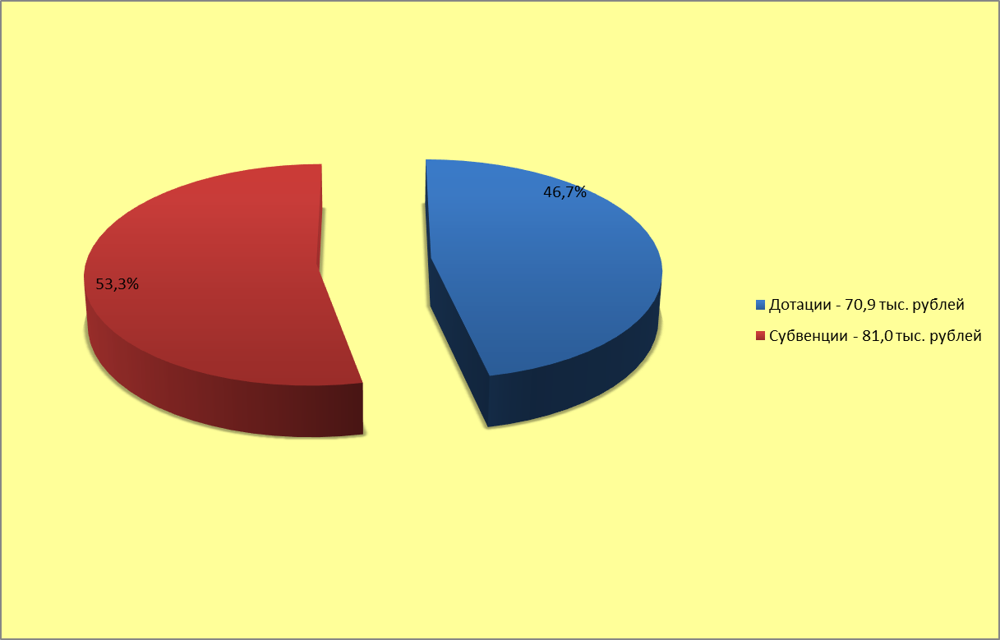 46,7%
53,3%
Дотации - 70,9 тыс. рублей
Субвенции - 81,0 тыс. рублей